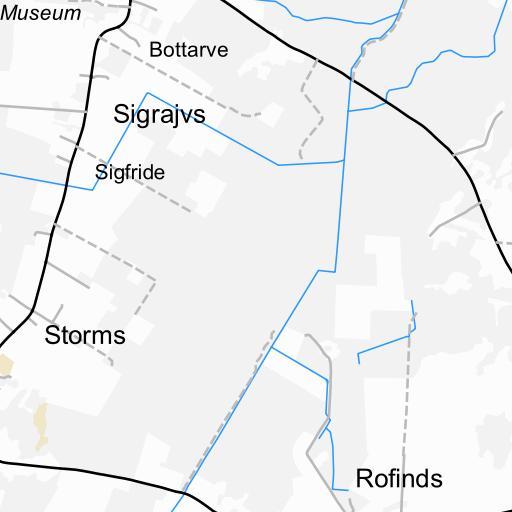 Museum
Bottarve
Sigrajvs
Sigfride
Storms
Rofinds